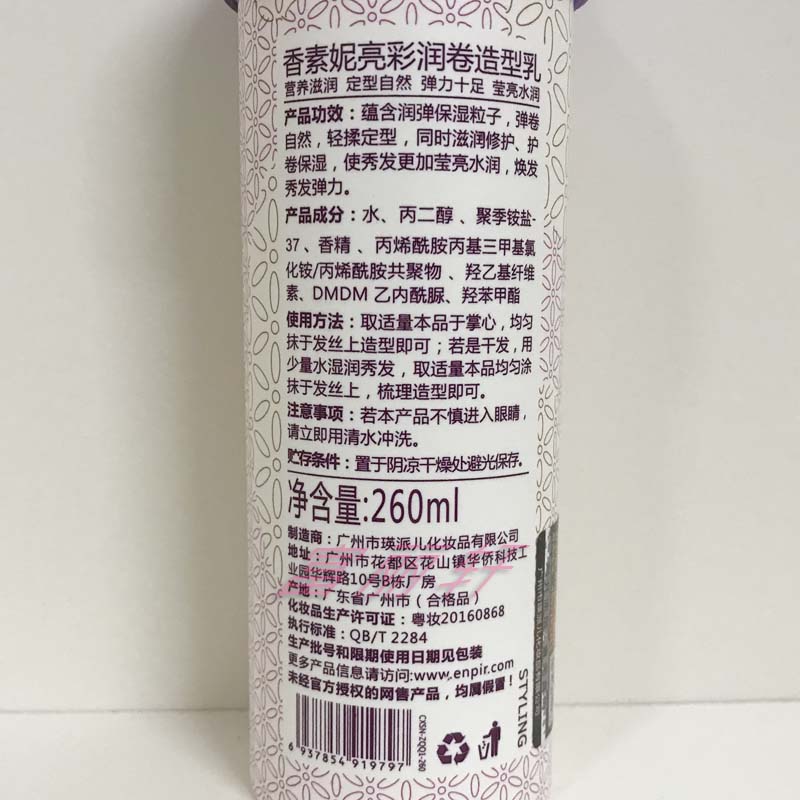 香素妮亮彩润卷造型乳
营养滋润 定型自然 弹力十足 莹亮水润
产品功效：蕴含润弹保湿粒子，弹卷
自然，轻揉定型，同时滋润修护、护
卷保湿，使秀发更加莹亮水润，焕发
秀发弹力。
产品成分：水、丙二醇、聚季铵盐-
37、香精、丙烯酰胺丙基三甲基氯
化铵/丙烯酰胺共聚物、羟乙基纤维
素、DMDM 乙内酰脲、羟苯甲酯
使用方法：取适量本品于掌心，均匀
抹于发丝上造型即可；若是干发，用
少量水湿润秀发，取适量本品均匀涂
抹于发丝上，梳理造型即可。
注意事项：若本产品不慎进入眼睛，
请立即用清水冲洗。
贮存条件：置于阴凉干燥处避光保存。
净含量:260ml
制造商：广州市瑛派儿化妆品有限公司
地址：广州市花都区花山镇华侨科技工
业园华辉路10号B栋厂房
产地：广东省广州市（合格品）
化妆品生产许可证：粤妆20160868
执行标准：QB/T 2284
生产批号和限期使用日期见包装
更多产品信息请访问:www.enpir.com
未经官方授权的网售产品，均属假冒！
6 937854 919797
CXSN-ZQQ1-260
STYLING